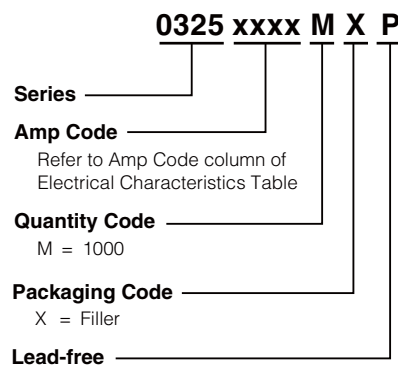 0325 xxxx M X P
Series
Amp Code
Refer to Amp Code column of
Electrical Characteristics Table
Quantity Code
M = 1000
Packaging Code
X = Filler
Lead-free